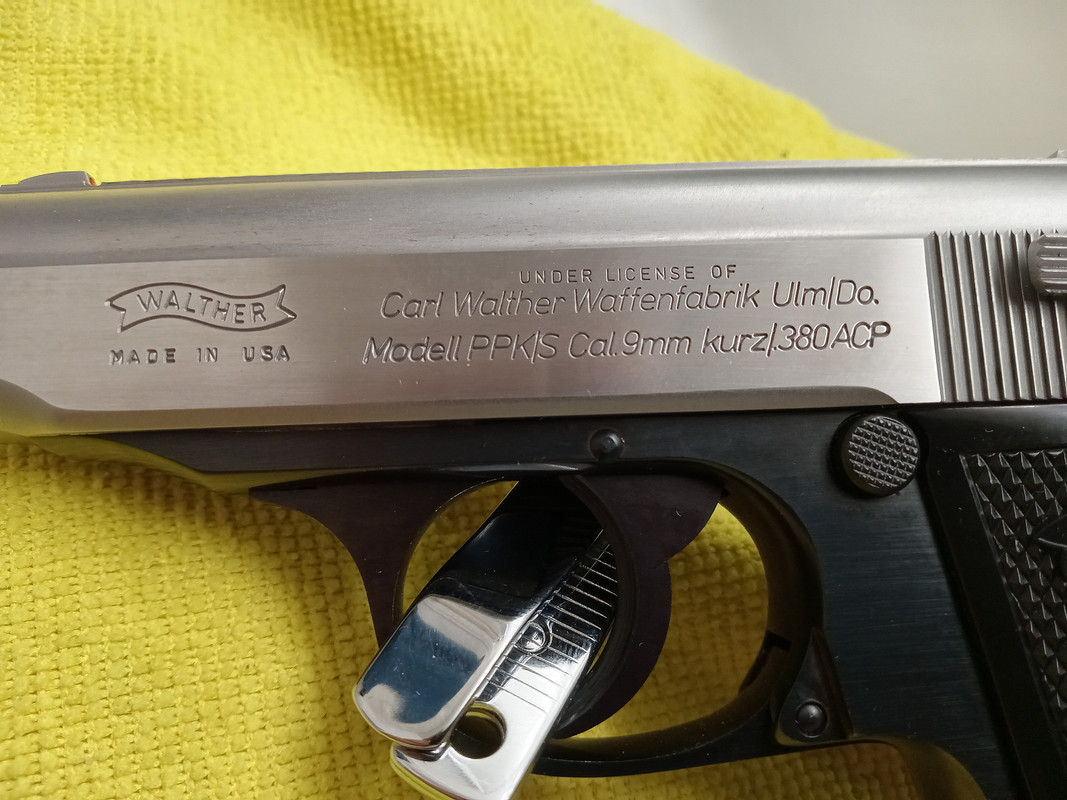 WALTHER
MADE IN USA
UNDER LICENSE OF
Carl Walther Waffenfabrik Ulm/Do.
Modell PPK/S Cal.9mm kurz/.380ACP